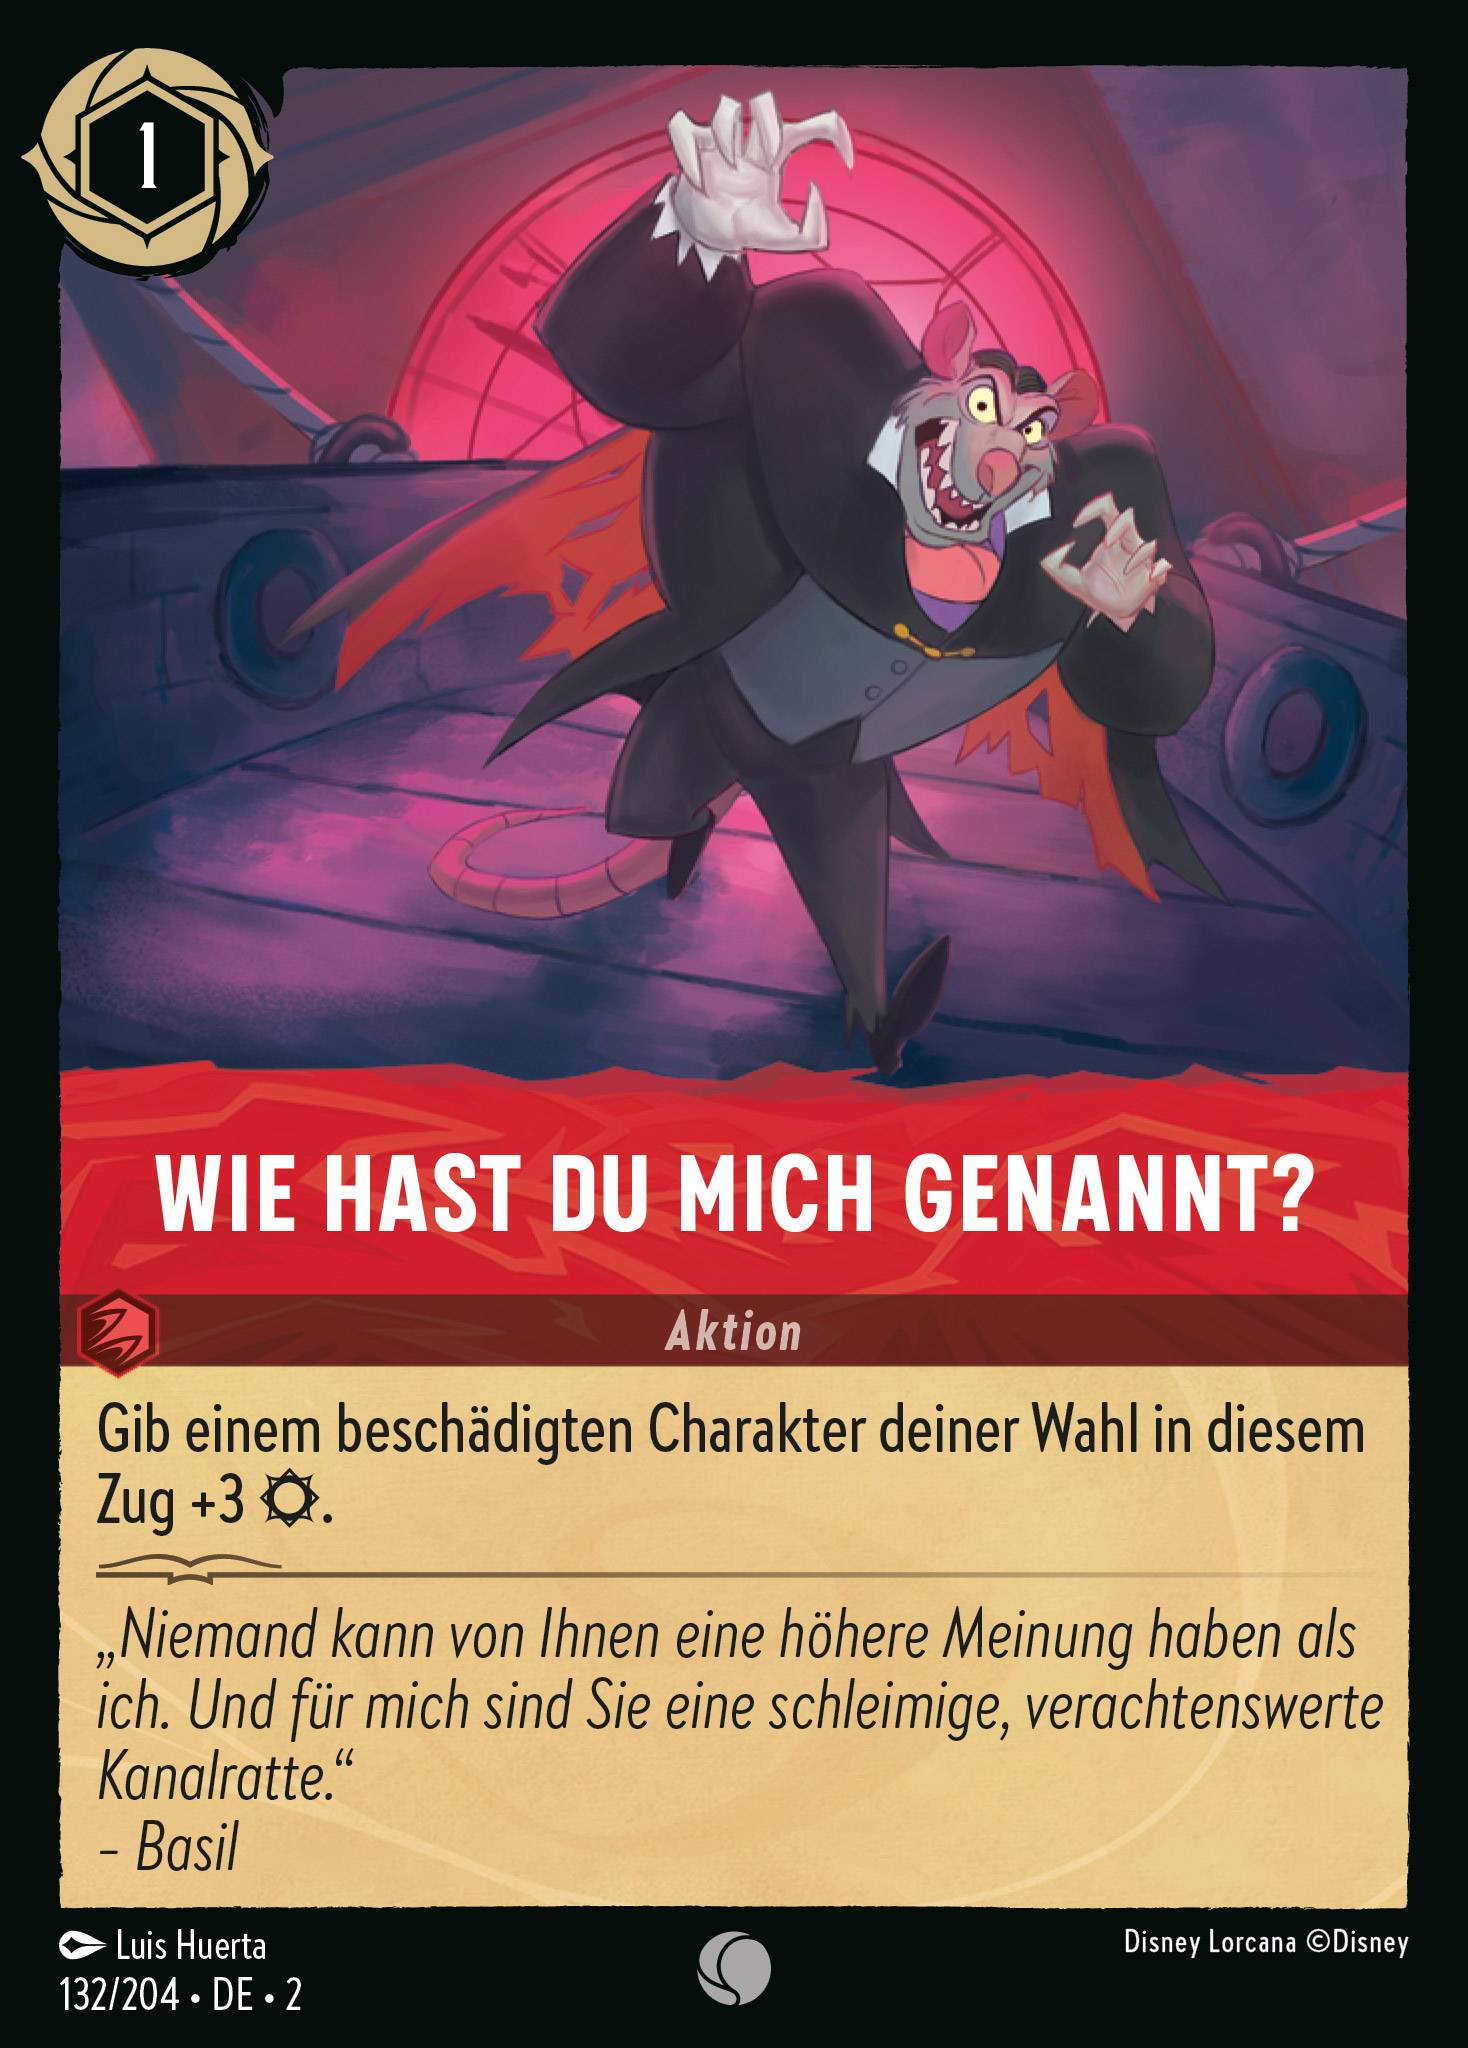 1
WIE HAST DU MICH GENANNT?
Aktion
Gib einem beschädigten Charakter deiner Wahl in diesem
Zug +3 .
„Niemand kann von Ihnen eine höhere Meinung haben als
ich. Und für mich sind Sie eine schleimige, verachtenswerte
Kanalratte.“
– Basil
Luis Huerta
Disney Lorcana ©Disney
132/204 • DE • 2